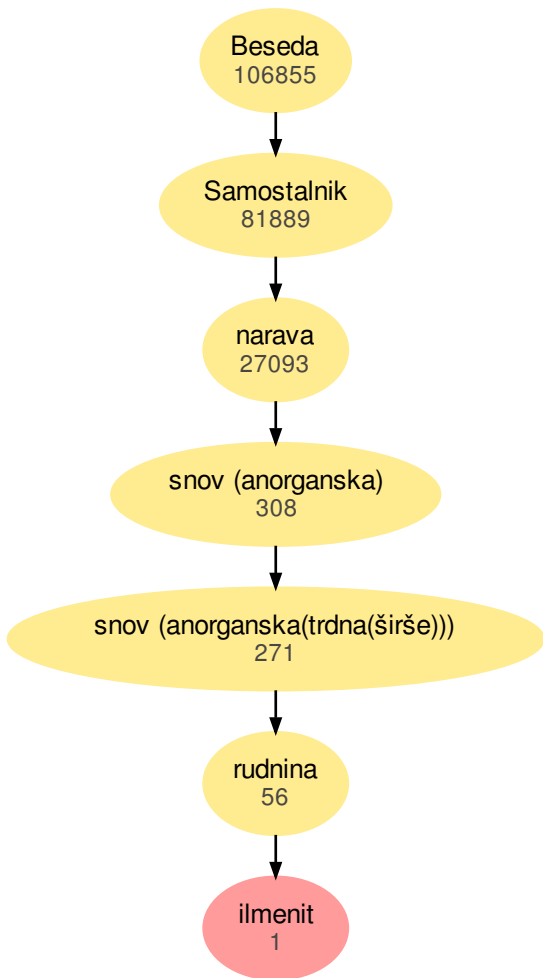 Beseda
106855
Samostalnik
81889
narava
27093
snov (anorganska)
308
snov (anorganska(trdna(širše)))
271
rudnina
56
ilmenit
1